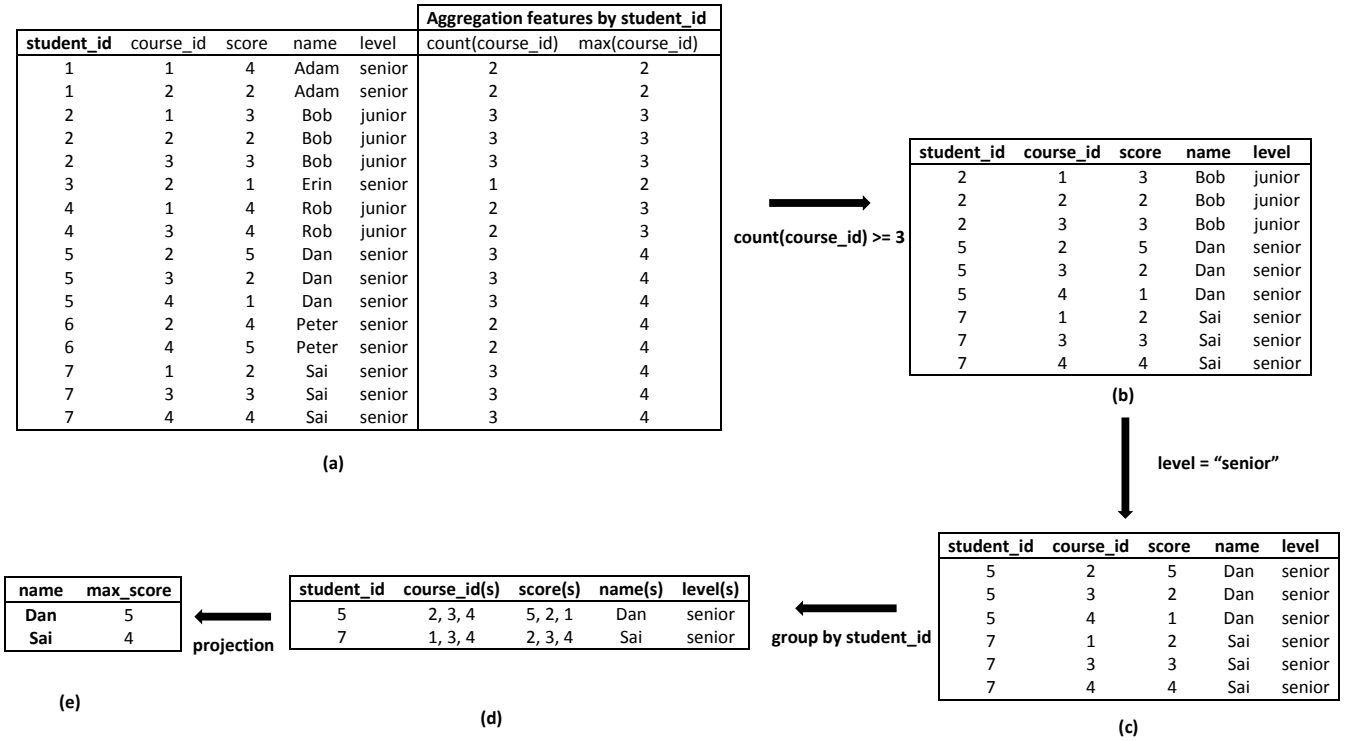 Aggregation features by student_id
student_id course_id score name level count(course_id) max(course_id)
1 1 4 Adam senior 2 2
1 2 2 Adam senior 2 2
2 1 3 Bob junior 3 3
2 2 2 Bob junior 3 3
2 3 3 Bob junior 3 3
3 2 1 Erin senior 1 2
4 1 4 Rob junior 2 3
4 3 4 Rob junior 2 3
5 2 5 Dan senior 3 4
5 3 2 Dan senior 3 4
5 4 1 Dan senior 3 4
6 2 4 Peter senior 2 4
6 4 5 Peter senior 2 4
7 1 2 Sai senior 3 4
7 3 3 Sai senior 3 4
7 4 4 Sai senior 3 4
(a)
count(course_id) >= 3
student_id course_id score name level
2 1 3 Bob junior
2 2 2 Bob junior
2 3 3 Bob junior
5 2 5 Dan senior
5 3 2 Dan senior
5 4 1 Dan senior
7 1 2 Sai senior
7 3 3 Sai senior
7 4 4 Sai senior
(b)
level = “senior”
student_id course_id score name level
5 2 5 Dan senior
5 3 2 Dan senior
5 4 1 Dan senior
7 1 2 Sai senior
7 3 3 Sai senior
7 4 4 Sai senior
(c)
group by student_id
student_id course_id(s) score(s) name(s) level(s)
5 2, 3, 4 5, 2, 1 Dan senior
7 1, 3, 4 2, 3, 4 Sai senior
(d)
projection
name max_score
Dan 5
Sai 4
(e)